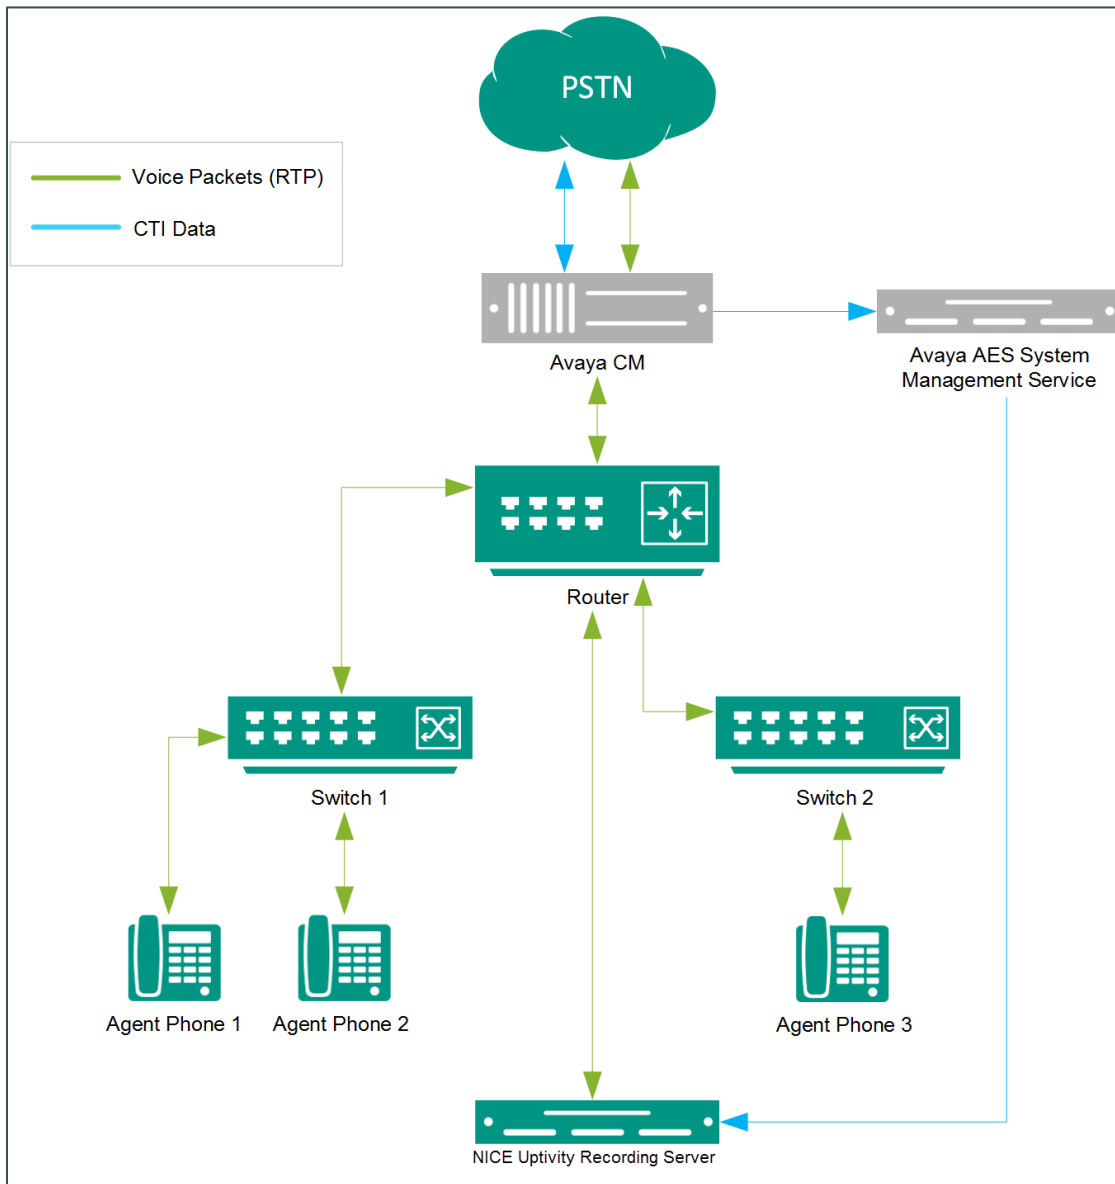 PSTN
Voice Packets (RTP)
CTI Data
Avaya CM
Avaya AES System
Management Service
Router
Switch 1
Switch 2
Agent Phone 1
Agent Phone 2
Agent Phone 3
NICE Uptivity Recording Server